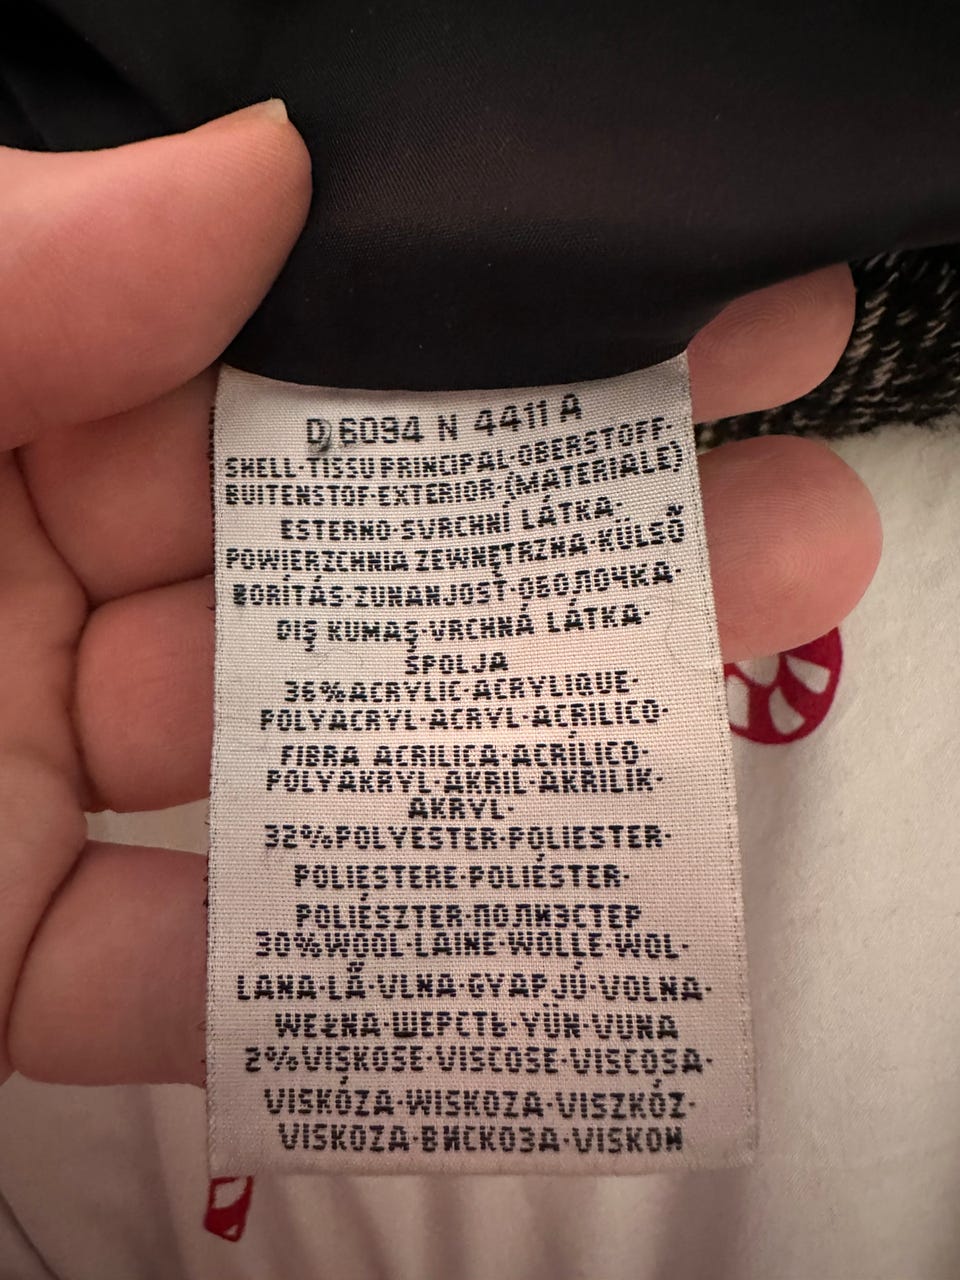 D 6094 N 4411 A
SHELL·TISSU PRINCIPAL·OBERSTOFF·
BUITENSTOF·EXTERIOR·(MATERIALE)
ESTERNO·SVRCHNÍ LÁTKA·
POWIERZCHNIA ZEWNĘTRZNA·KÜLSŐ
BORÍTÁS·ZUNANJOST·ОБОЛОЧКА·
DIŞ KUMAŞ·VRCHNÁ LÁTKA·
ŠPOLJA
36%ACRYLIC·ACRYLIQUE·
POLYACRYL·ACRYL·ACRILICO·
FIBRA ACRILICA·ACRÍLICO·
POLYAKRYL·AKRIL·AKRILIK·
AKRYL·
32%POLYESTER·POLIESTER·
POLIESTERE·POLIÉSTER·
POLIÉSZTER·ПОЛИЭСТЕР
30%WOOL·LAINE·WOLLE·WOL·
LANA·LÃ·VLNA·GYAPJÚ·VOLNA·
WEŁNA·ШЕРСТЬ·YÜN·VUNA
2%VISKOSE·VISCOSE·VISCOSA·
VISKÓZA·WISKOZA·VISZKÓZ·
VISKOZA·ВИСКОЗА·VISKON